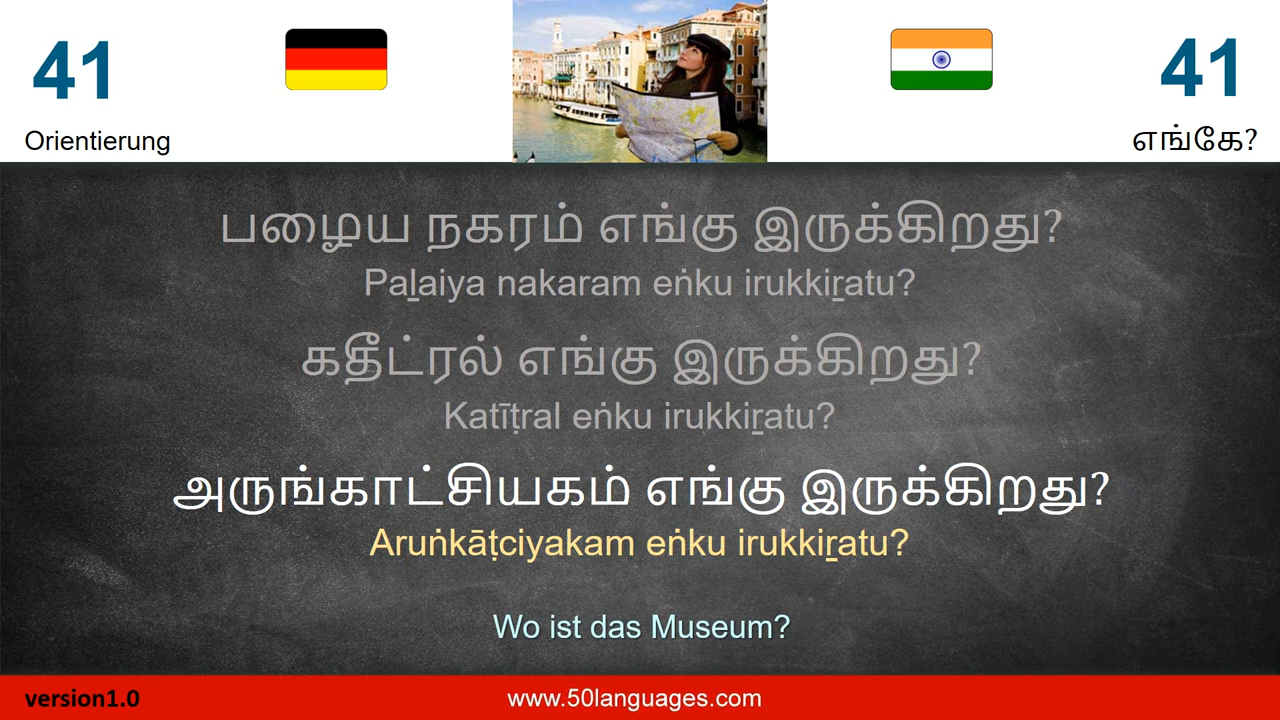 41
41
Orientierung
எங்கே?
பழைய நகரம் எங்கு இருக்கிறது?
Paḻaiya nakaram eṅku irukkiṟatu?
கதீட்ரல் எங்கு இருக்கிறது?
Katīṭral eṅku irukkiṟatu?
அருங்காட்சியகம் எங்கு இருக்கிறது?
Aruṅkāṭciyakam eṅku irukkiṟatu?
Wo ist das Museum?
version1.0
www.50languages.com